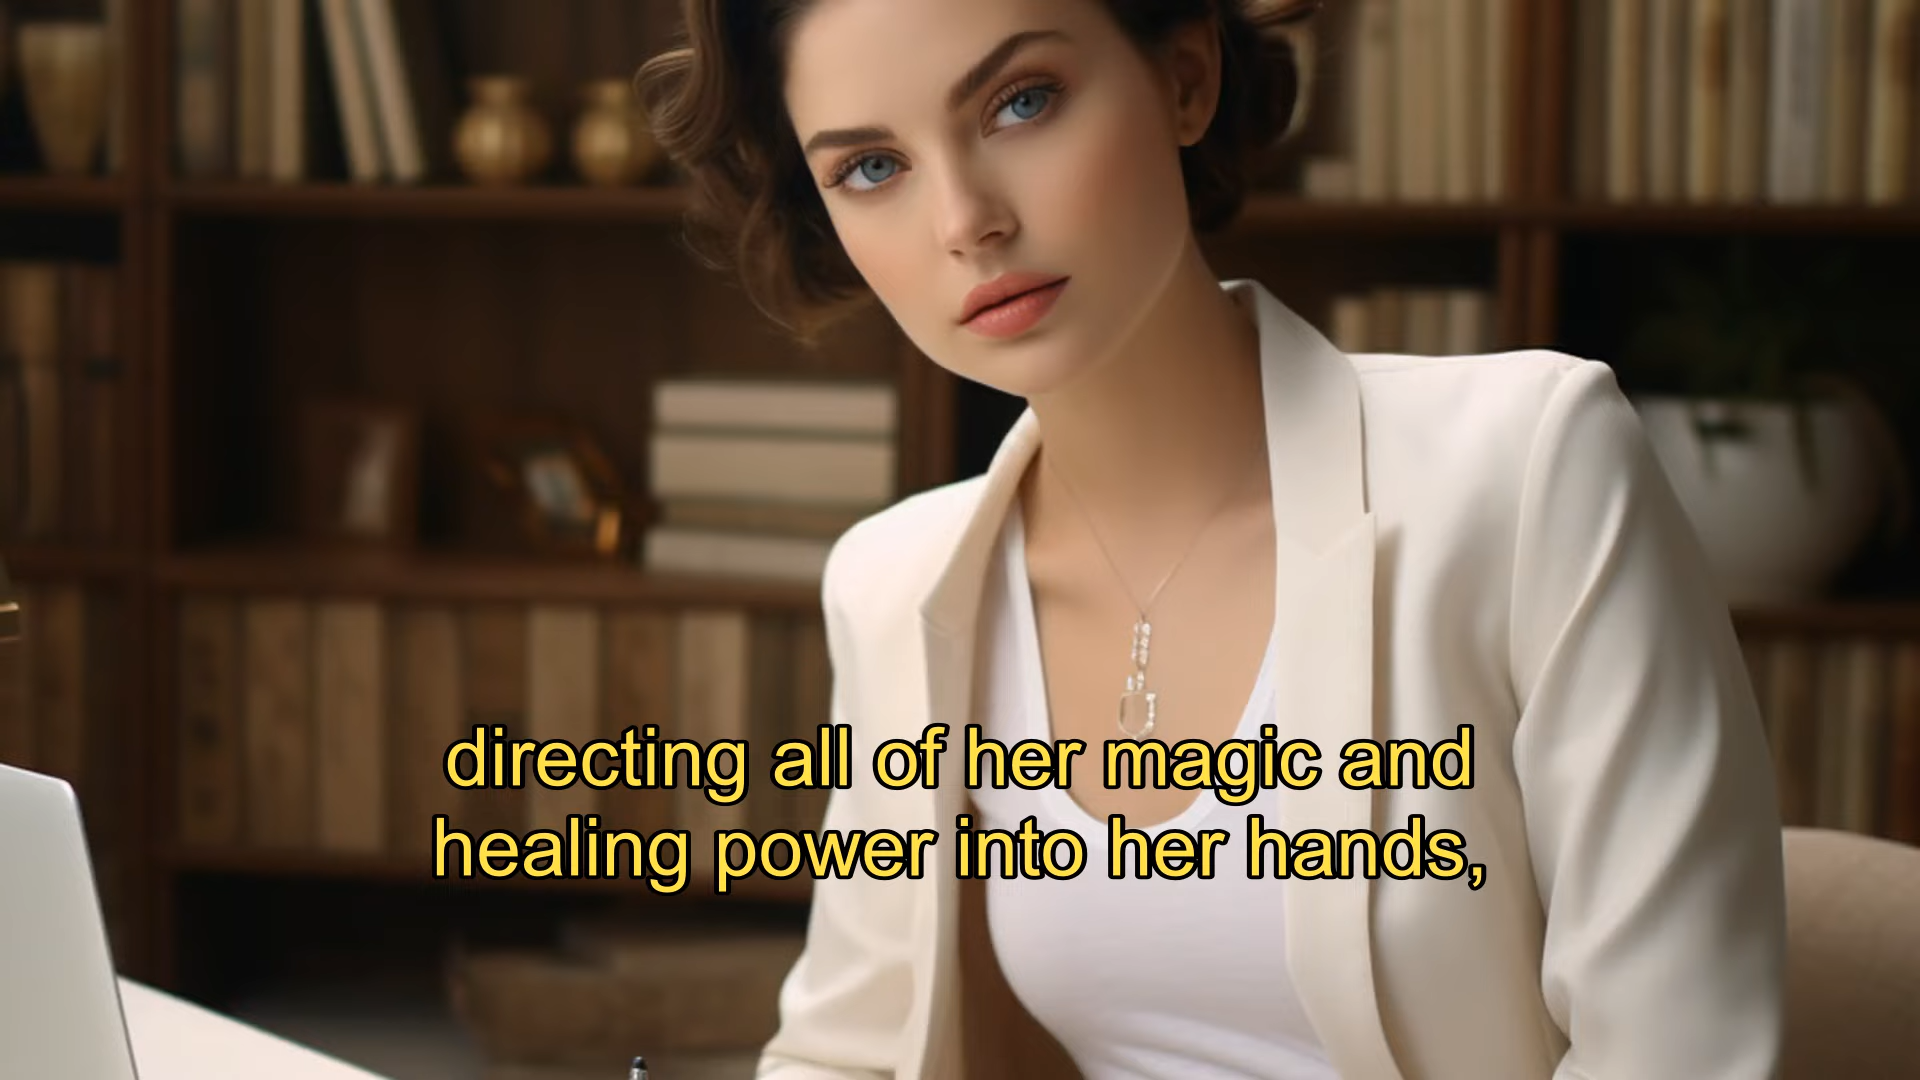 directing all of her magic and
healing power into her hands,